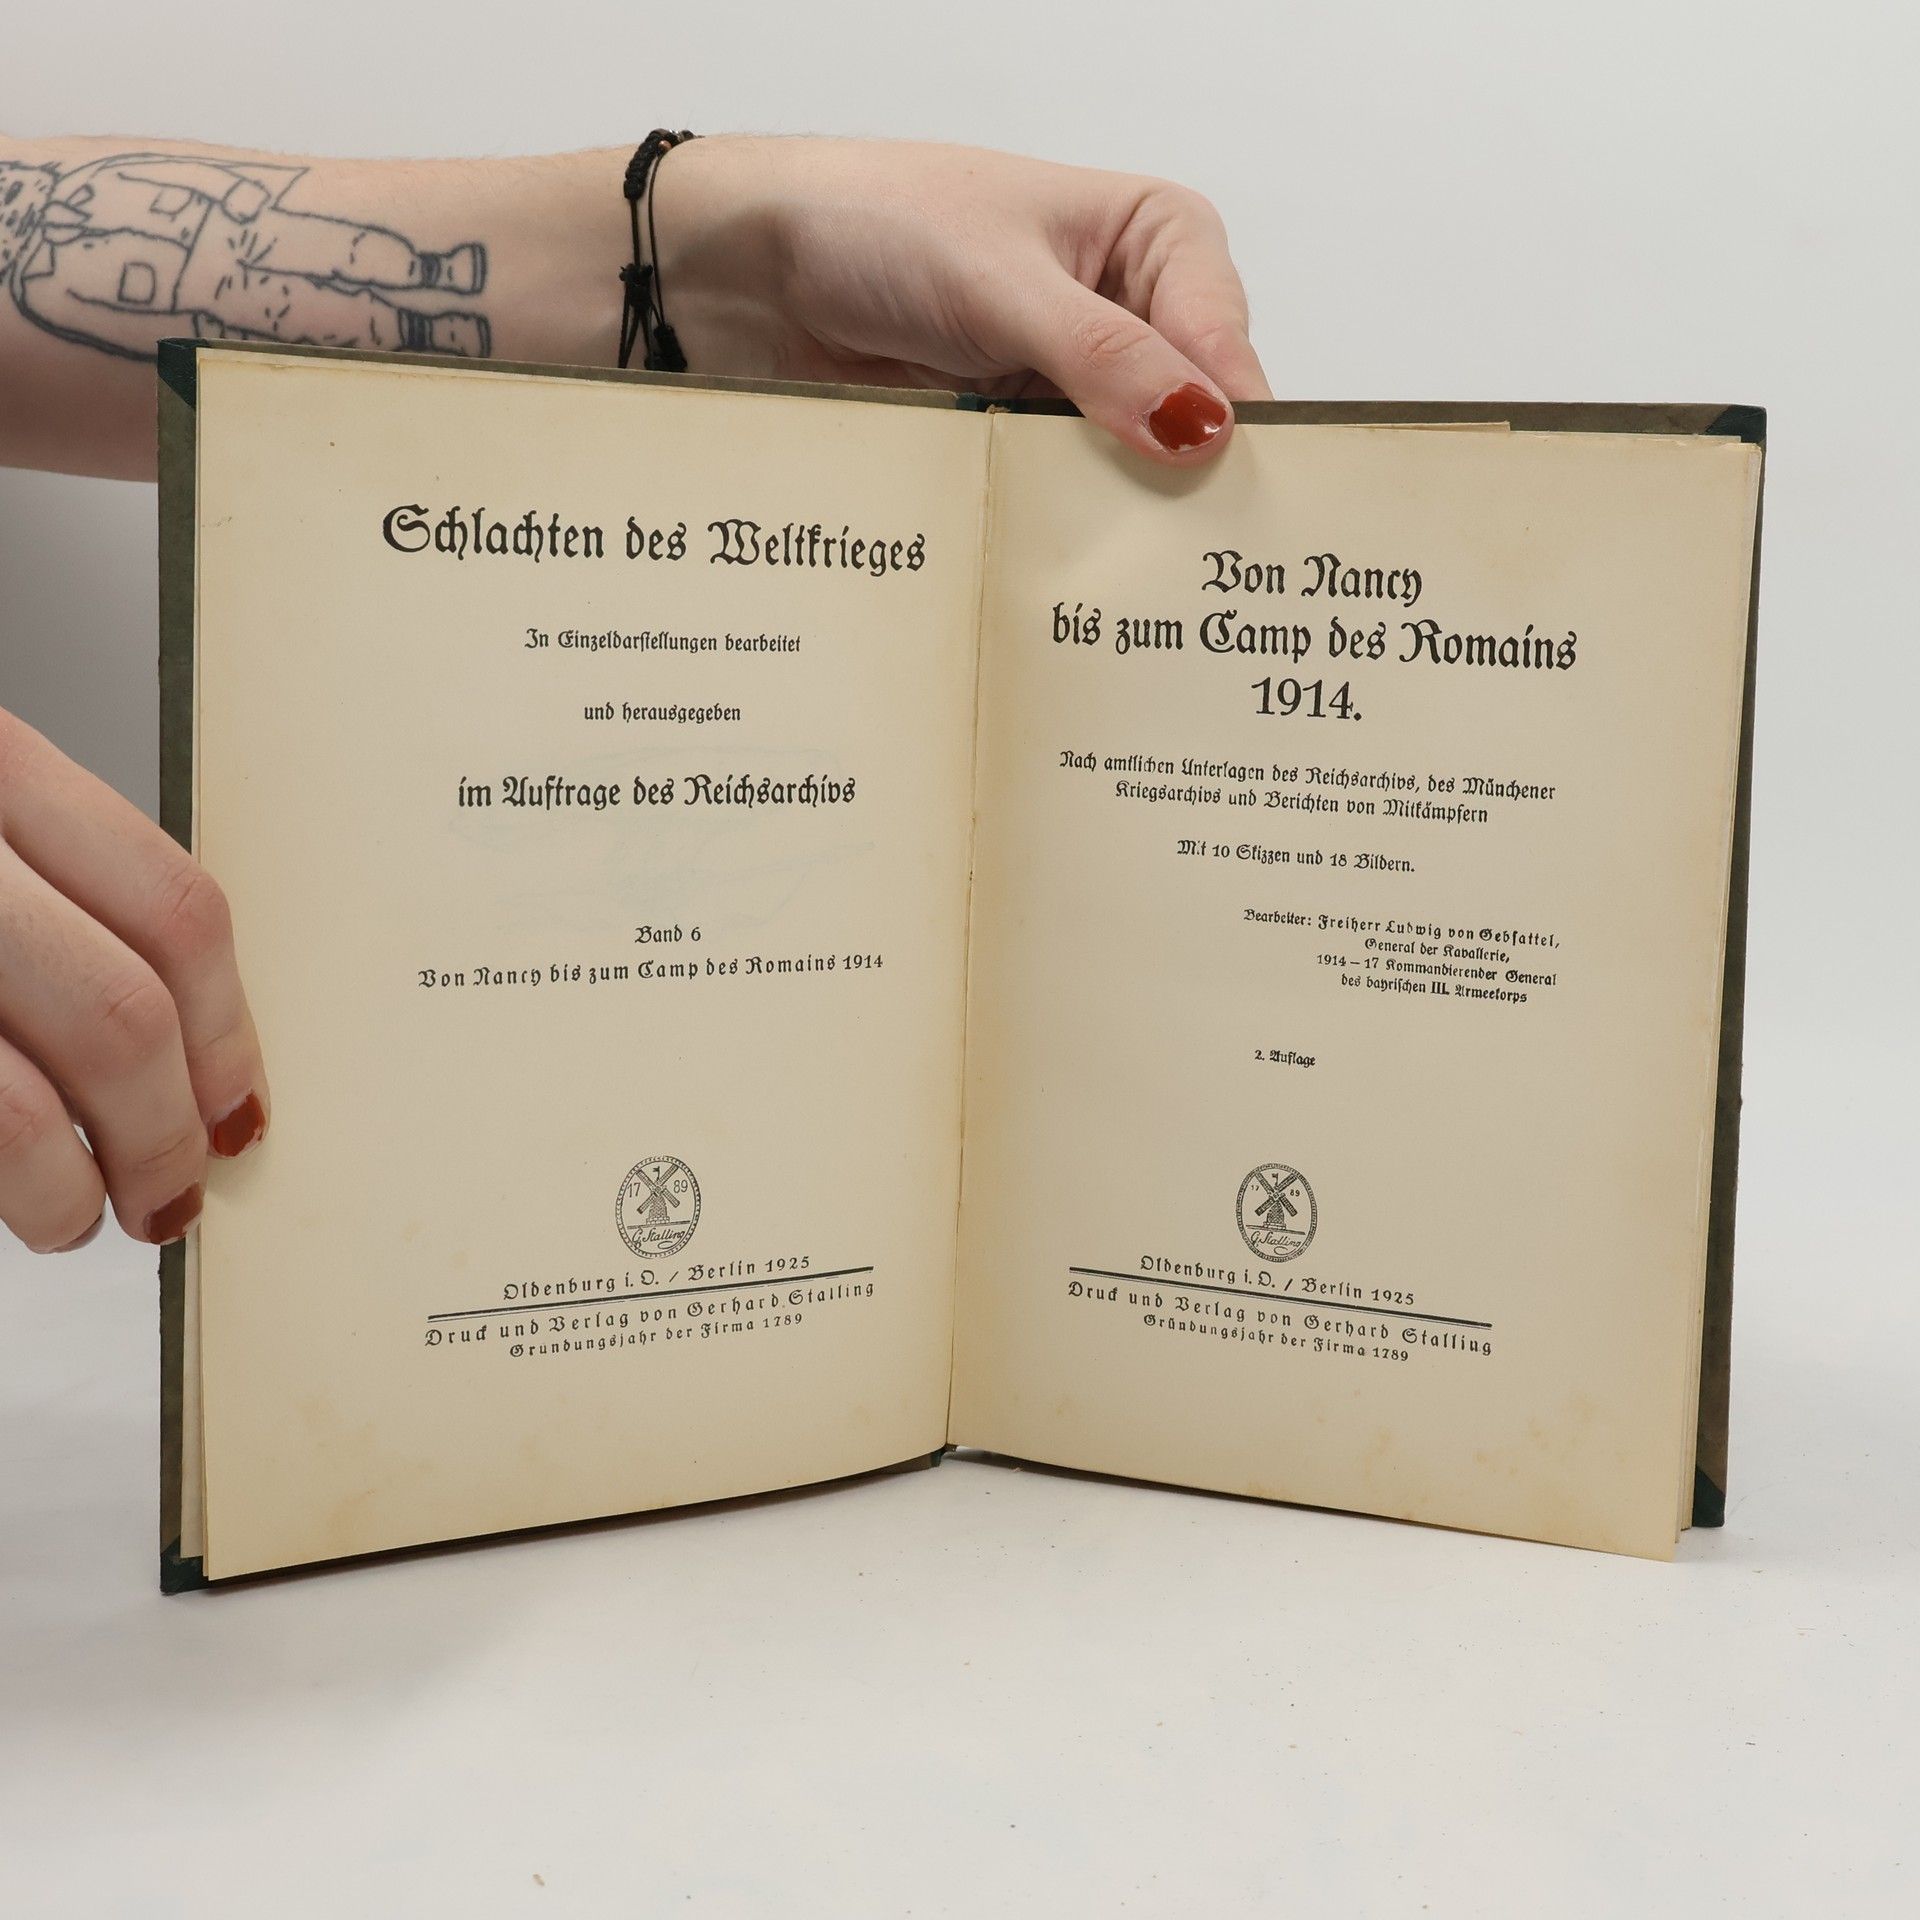 Schlachten des Weltkrieges
In Einzeldarstellungen bearbeitet
und herausgegeben
im Auftrage des Reichsarchivs
Band 6
Von Nancy bis zum Camp des Romains 1914
17 89
G. Stalling
Oldenburg i. O. / Berlin 1925
Druck und Verlag von Gerhard Stalling
Gründungsjahr der Firma 1789
Von Nancy
bis zum Camp des Romains
1914.
Nach amtlichen Unterlagen des Reichsarchivs, des Münchener
Kriegsarchivs und Berichten von Mitkämpfern
Mit 10 Skizzen und 18 Bildern.
Bearbeiter: Freiherr Ludwig von Gebsattel,
General der Kavallerie,
1914 – 17 Kommandierender General
des bayrischen III. Armeekorps
2. Auflage
17 89
G. Stalling
Oldenburg i. O. / Berlin 1925
Druck und Verlag von Gerhard Stalling
Gründungsjahr der Firma 1789